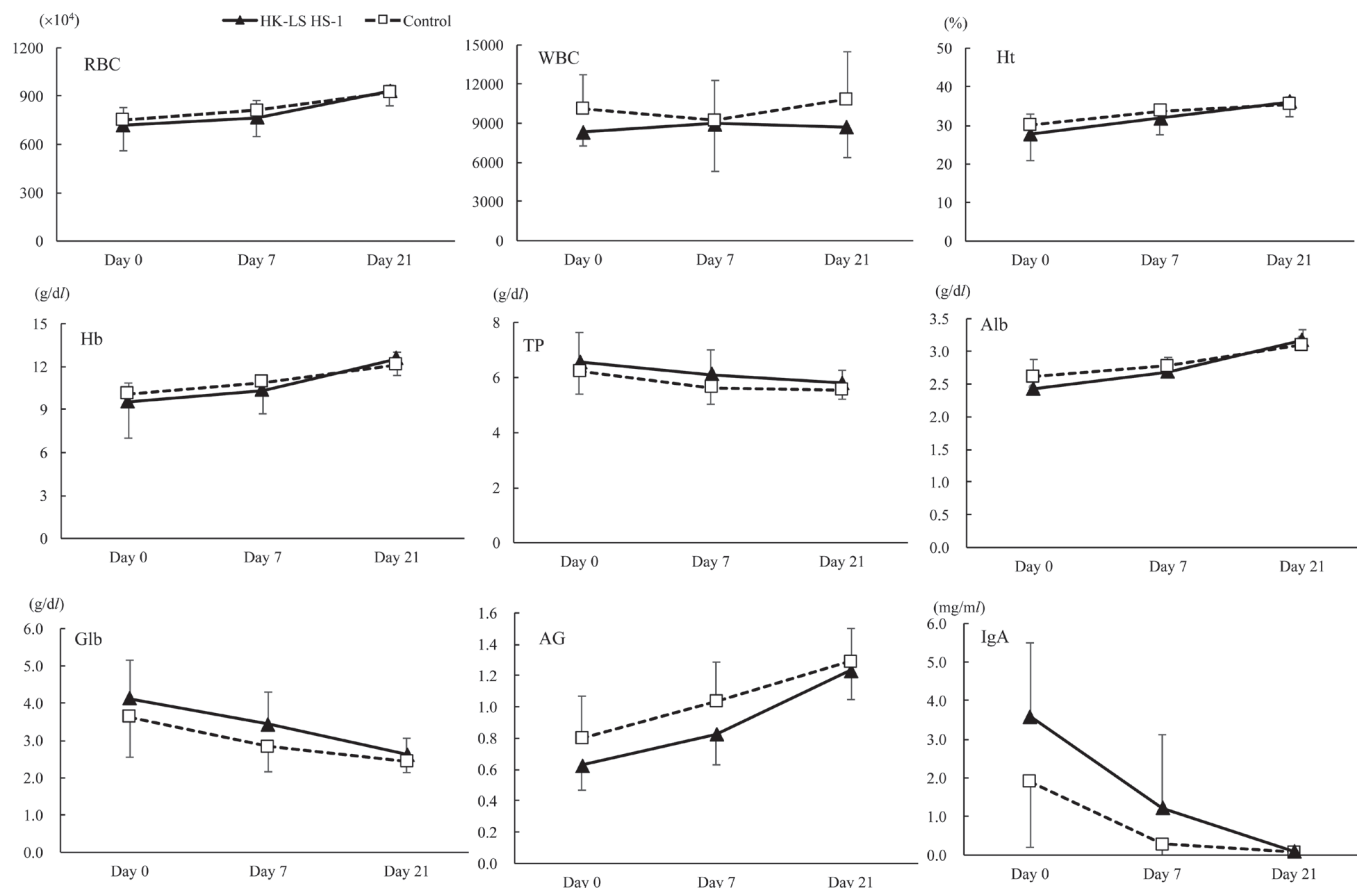 HK-LS HS-1 Control
(×10⁴)
RBC
1200
900
600
300
0
Day 0 Day 7 Day 21
WBC
15000
12000
9000
6000
3000
0
Day 0 Day 7 Day 21
(%)
Ht
50
40
30
20
10
0
Day 0 Day 7 Day 21
(g/dl)
Hb
15
12
9
6
3
0
Day 0 Day 7 Day 21
(g/dl)
TP
8
6
4
2
0
Day 0 Day 7 Day 21
(g/dl)
Alb
3.5
3.0
2.5
2.0
1.5
1.0
0.5
0.0
Day 0 Day 7 Day 21
(g/dl)
Glb
6.0
5.0
4.0
3.0
2.0
1.0
0.0
Day 0 Day 7 Day 21
AG
1.6
1.4
1.2
1.0
0.8
0.6
0.4
0.2
0.0
Day 0 Day 7 Day 21
(mg/ml)
IgA
6.0
5.0
4.0
3.0
2.0
1.0
0.0
Day 0 Day 7 Day 21